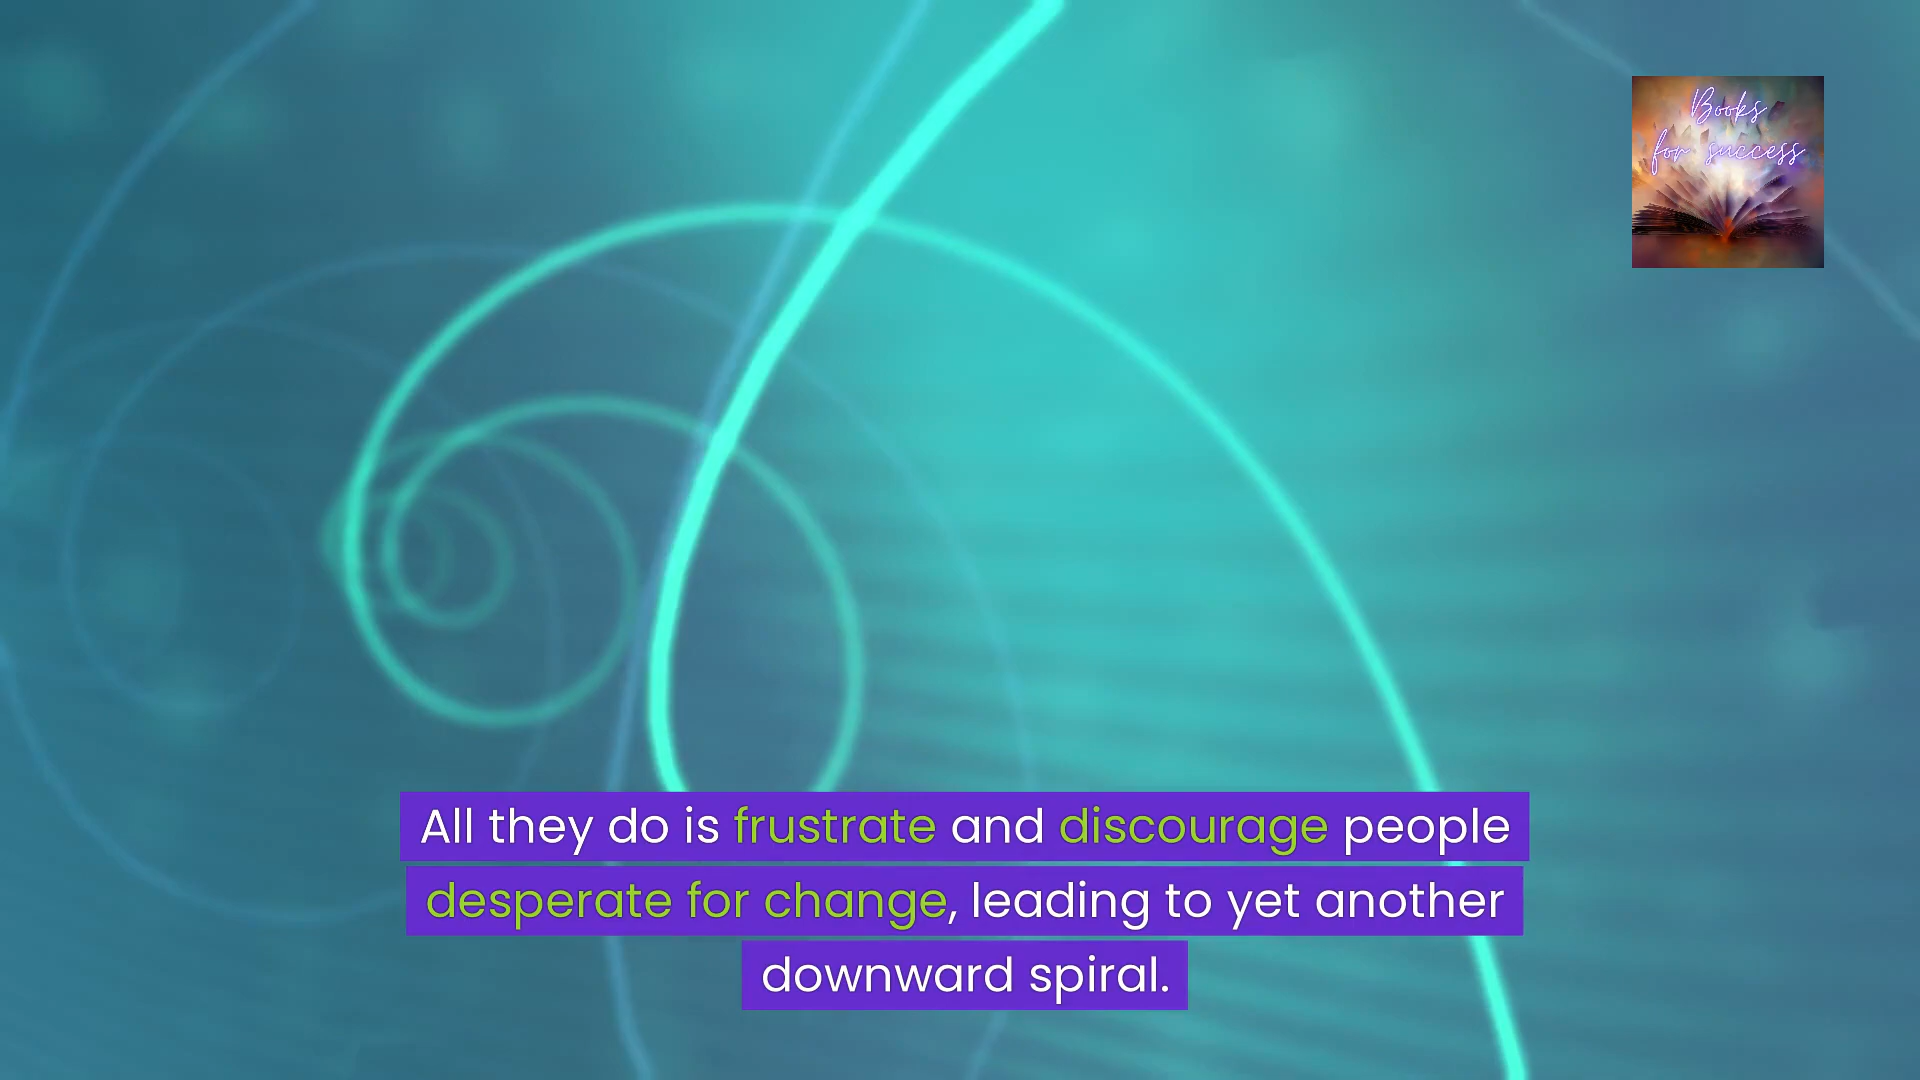 Books
for success
All they do is frustrate and discourage people
desperate for change, leading to yet another
downward spiral.